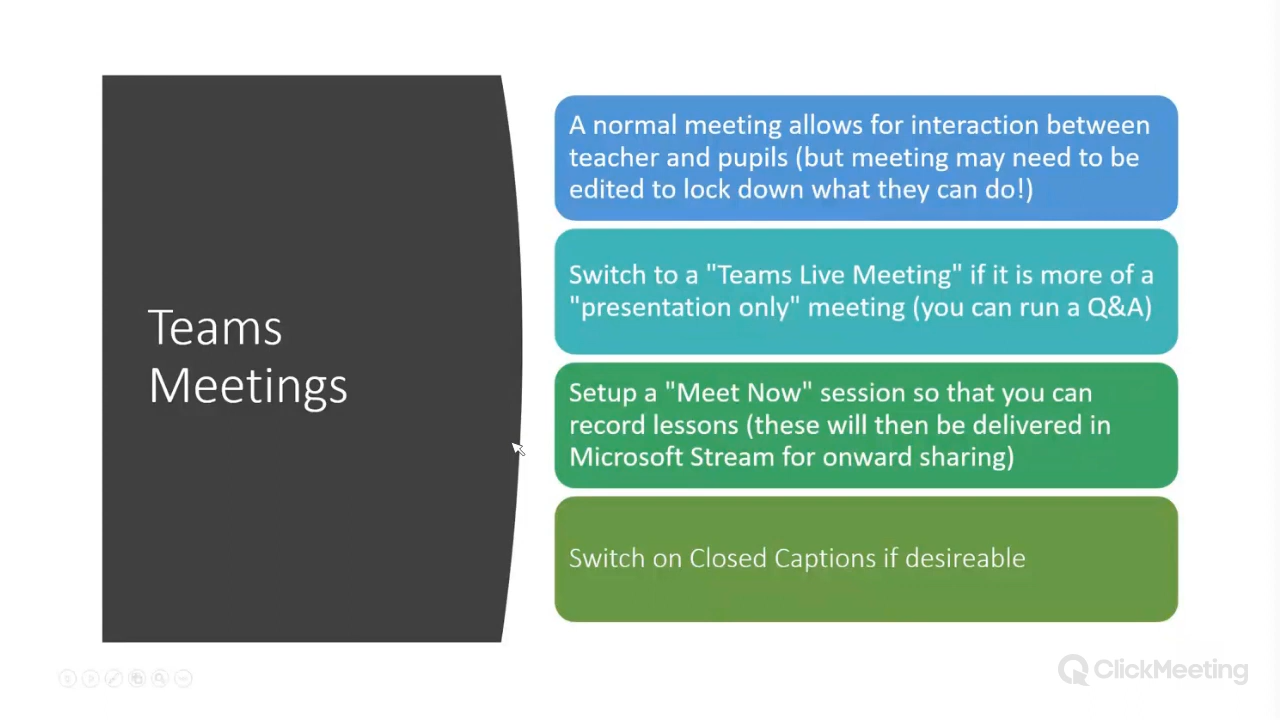 Teams
Meetings
A normal meeting allows for interaction between
teacher and pupils (but meeting may need to be
edited to lock down what they can do!)
Switch to a "Teams Live Meeting" if it is more of a
"presentation only" meeting (you can run a Q&A)
Setup a "Meet Now" session so that you can
record lessons (these will then be delivered in
Microsoft Stream for onward sharing)
Switch on Closed Captions if desireable
ClickMeeting